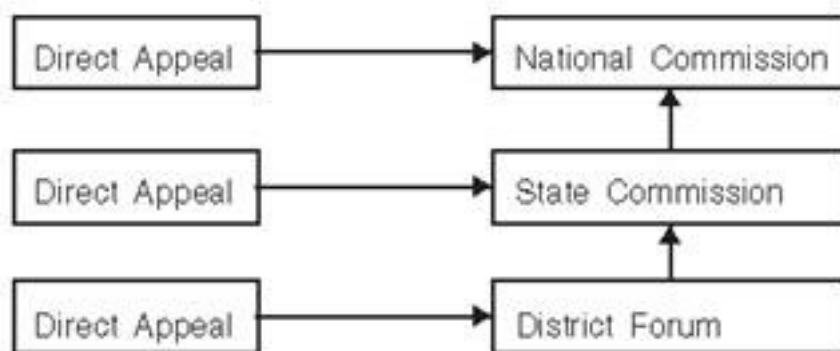 Direct Appeal
National Commission
Direct Appeal
State Commission
Direct Appeal
District Forum